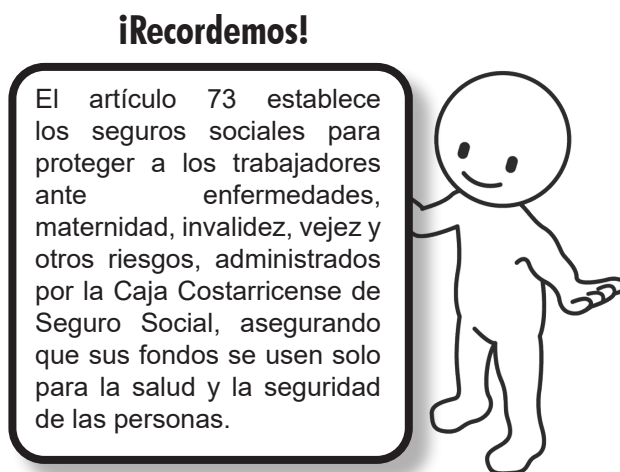 ¡Recordemos!
El artículo 73 establece
los seguros sociales para
proteger a los trabajadores
ante enfermedades,
maternidad, invalidez, vejez y
otros riesgos, administrados
por la Caja Costarricense de
Seguro Social, asegurando
que sus fondos se usen solo
para la salud y la seguridad
de las personas.